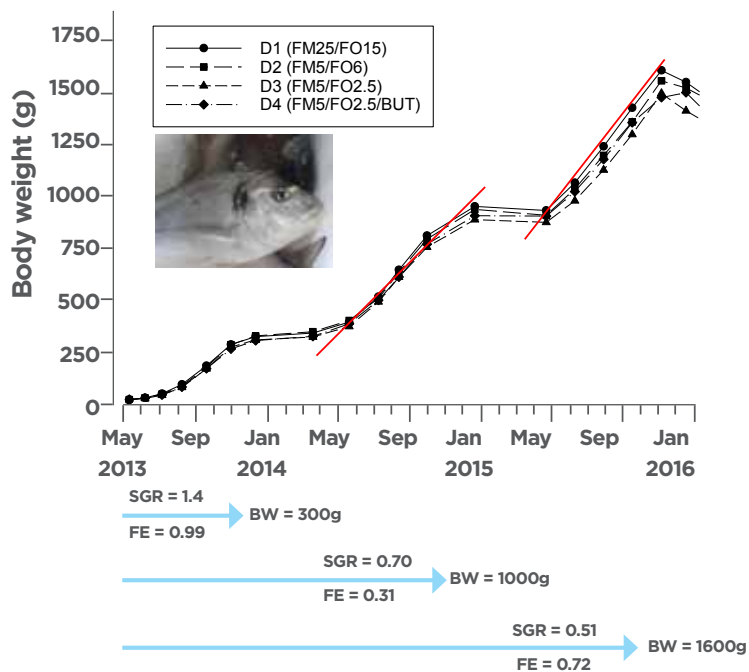 Body weight (g)
1750
1500
1250
1000
750
500
250
0
D1 (FM25/FO15)
D2 (FM5/FO6)
D3 (FM5/FO2.5)
D4 (FM5/FO2.5/BUT)
May Sep Jan May Sep Jan May Sep Jan
2013 2014 2015 2016
SGR = 1.4
FE = 0.99
BW = 300g
SGR = 0.70
FE = 0.31
BW = 1000g
SGR = 0.51
FE = 0.72
BW = 1600g